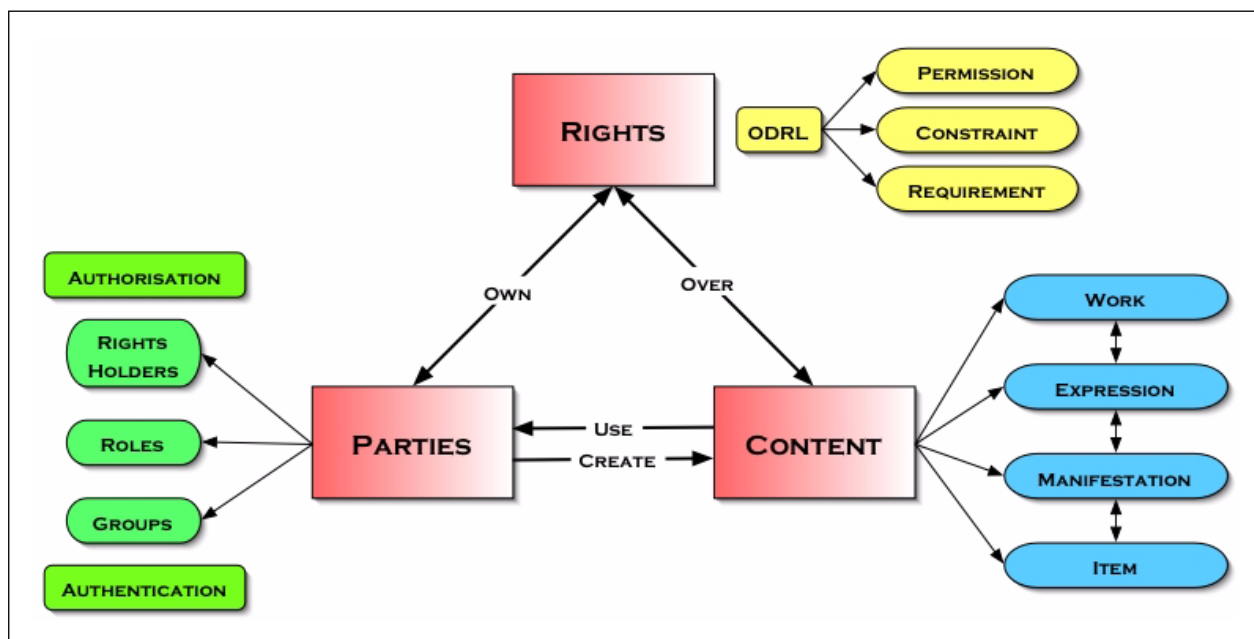 RIGHTS
ODRL
PERMISSION
CONSTRAINT
REQUIREMENT
AUTHORISATION
RIGHTS
HOLDERS
ROLES
GROUPS
AUTHENTICATION
OWN
OVER
PARTIES
USE
CREATE
CONTENT
WORK
EXPRESSION
MANIFESTATION
ITEM